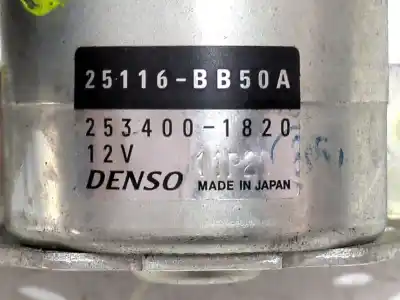 25116-BB50A
253400-1820
12V
DENSO MADE IN JAPAN